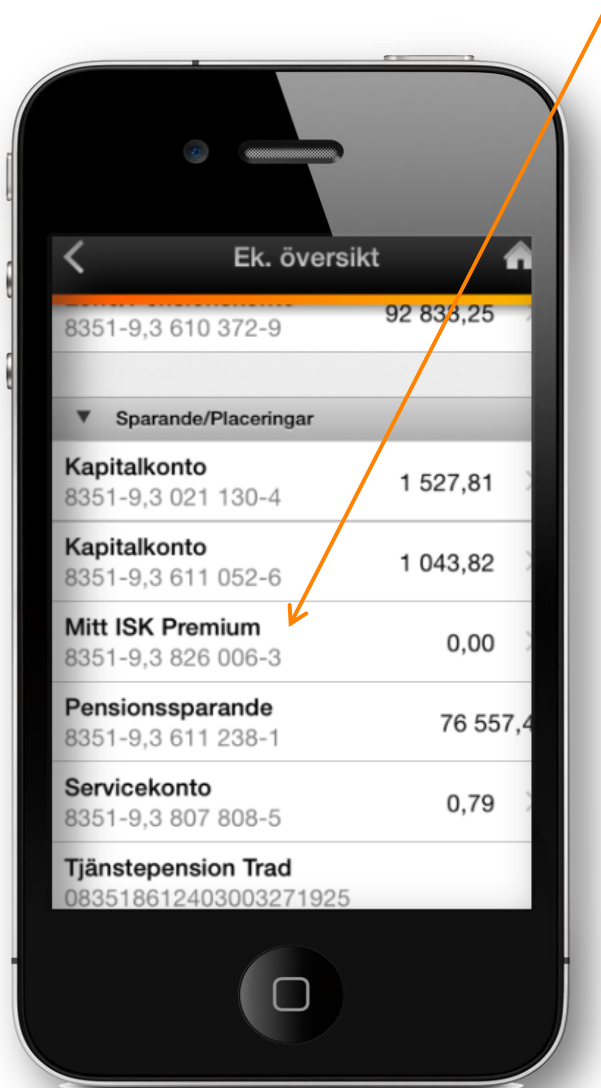 Ek. översikt
8351-9,3 610 372-9
92 833,25
Sparande/Placeringar
Kapitalkonto
8351-9,3 021 130-4
1 527,81
Kapitalkonto
8351-9,3 611 052-6
1 043,82
Mitt ISK Premium
8351-9,3 826 006-3
0,00
Pensionssparande
8351-9,3 611 238-1
76 557,4
Servicekonto
8351-9,3 807 808-5
0,79
Tjänstepension Trad
083518612403003271925